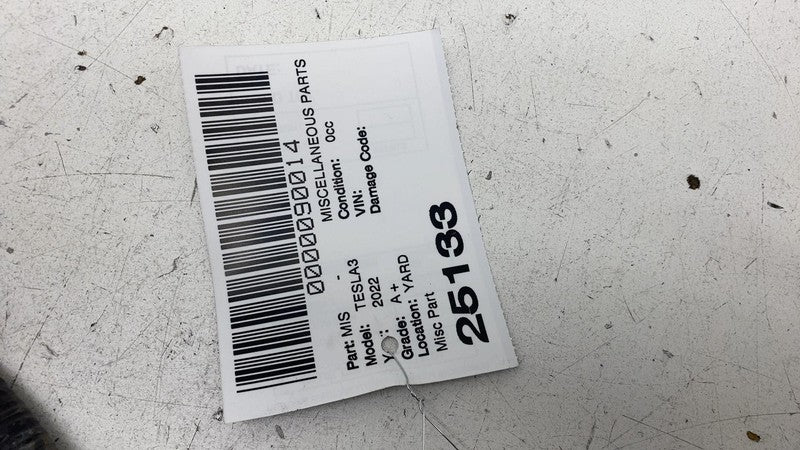 0000090014
MISCELLANEOUS PARTS
Part: MIS -
Condition: 0cc
Model: TESLA3
VIN:
2022
Damage Code:
Grade: A+
Location: YARD
Misc Part
25133